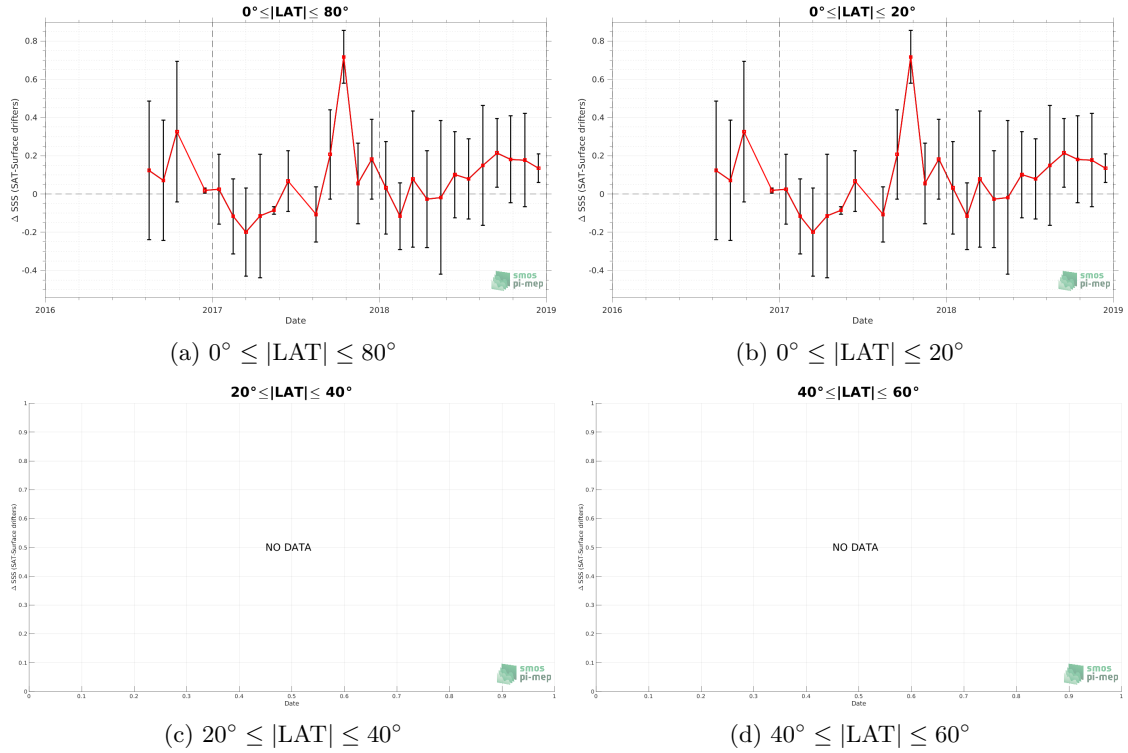 0°≤|LAT|≤ 80°
Δ SSS (SAT-Surface drifters)
0.8
0.6
0.4
0.2
0
-0.2
-0.4
2016
2017
2018
2019
Date
smos
pi-mep
(a) 0° ≤ |LAT| ≤ 80°
0°≤|LAT|≤ 20°
Δ SSS (SAT-Surface drifters)
0.8
0.6
0.4
0.2
0
-0.2
-0.4
2016
2017
2018
2019
Date
smos
pi-mep
(b) 0° ≤ |LAT| ≤ 20°
20°≤|LAT|≤ 40°
Δ SSS (SAT-Surface drifters)
1
0.9
0.8
0.7
0.6
0.5
0.4
0.3
0.2
0.1
0
NO DATA
0
0.1
0.2
0.3
0.4
0.5
0.6
0.7
0.8
0.9
1
Date
smos
pi-mep
(c) 20° ≤ |LAT| ≤ 40°
40°≤|LAT|≤ 60°
Δ SSS (SAT-Surface drifters)
1
0.9
0.8
0.7
0.6
0.5
0.4
0.3
0.2
0.1
0
NO DATA
0
0.1
0.2
0.3
0.4
0.5
0.6
0.7
0.8
0.9
1
Date
smos
pi-mep
(d) 40° ≤ |LAT| ≤ 60°